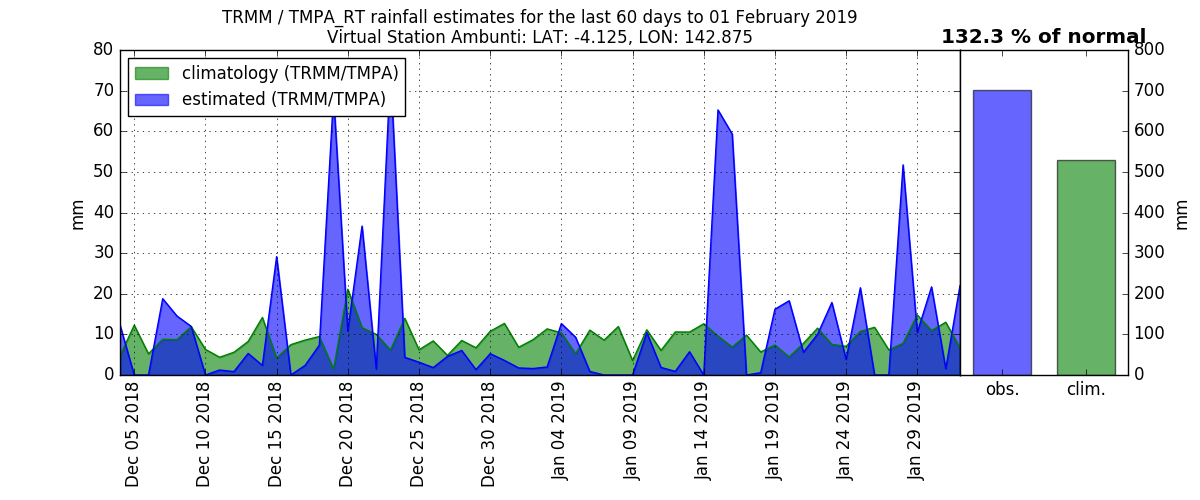 TRMM / TMPA_RT rainfall estimates for the last 60 days to 01 February 2019
Virtual Station Ambunti: LAT: -4.125, LON: 142.875
132.3 % of normal
climatology (TRMM/TMPA)
estimated (TRMM/TMPA)
mm
80
70
60
50
40
30
20
10
0
Dec 05 2018
Dec 10 2018
Dec 15 2018
Dec 20 2018
Dec 25 2018
Dec 30 2018
Jan 04 2019
Jan 09 2019
Jan 14 2019
Jan 19 2019
Jan 24 2019
Jan 29 2019
obs.
clim.
800
700
600
500
400
300
200
100
0
mm